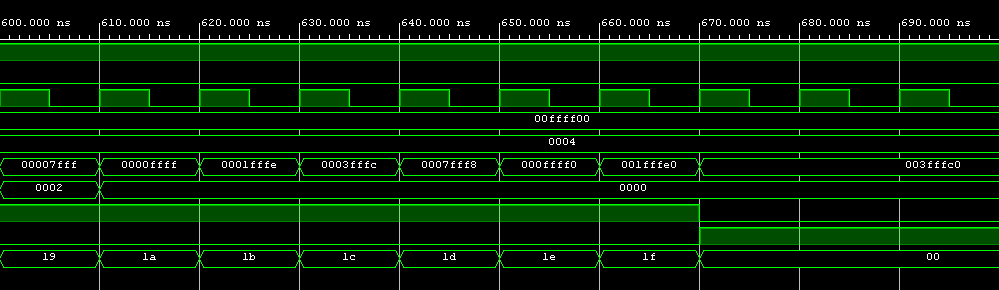 600.000 ns 610.000 ns 620.000 ns 630.000 ns 640.000 ns 650.000 ns 660.000 ns 670.000 ns 680.000 ns 690.000 ns
00ffff00
0004
00007fff 0000ffff 0001fffe 0003fffc 0007fff8 000ffff0 001fffe0 003fffc0
0002 0000
19 1a 1b 1c 1d 1e 1f 00